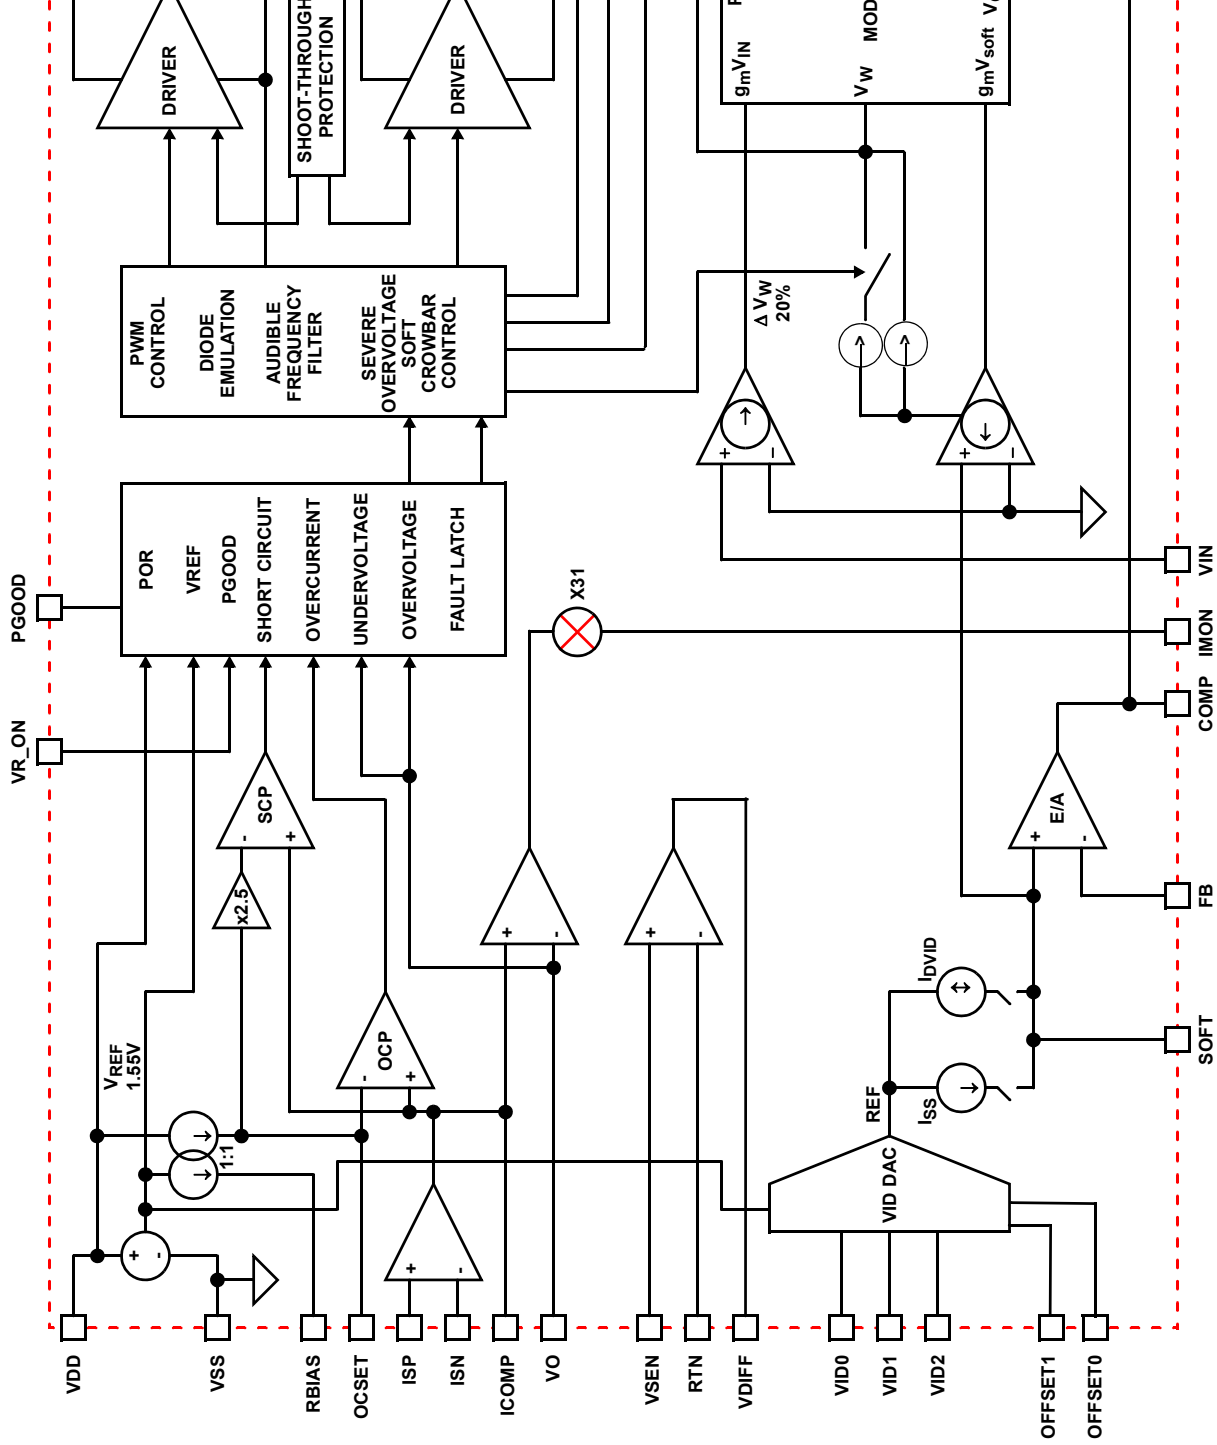 DRIVER
SHOOT-THROUGH
PROTECTION
DRIVER
gmVIN
MOD
VW
gmVsoft
PWM
CONTROL
DIODE
EMULATION
AUDIBLE
FREQUENCY
FILTER
SEVERE
OVERVOLTAGE
SOFT
CROWBAR
CONTROL
Δ VW
20%
+
−
+
−
PGOOD
POR
VREF
PGOOD
SHORT CIRCUIT
OVERCURRENT
UNDERVOLTAGE
OVERVOLTAGE
FAULT LATCH
X31
VIN
IMON
COMP
VR_ON
SCP
-
+
x2.5
E/A
+
-
FB
+
-
+
-
VREF
1.55V
OCP
-
+
IDVID
SOFT
REF
ISS
1:1
VID DAC
+
-
+
-
VDD
VSS
RBIAS
OCSET
ISP
ISN
ICOMP
VO
VSEN
RTN
VDIFF
VID0
VID1
VID2
OFFSET1
OFFSET0